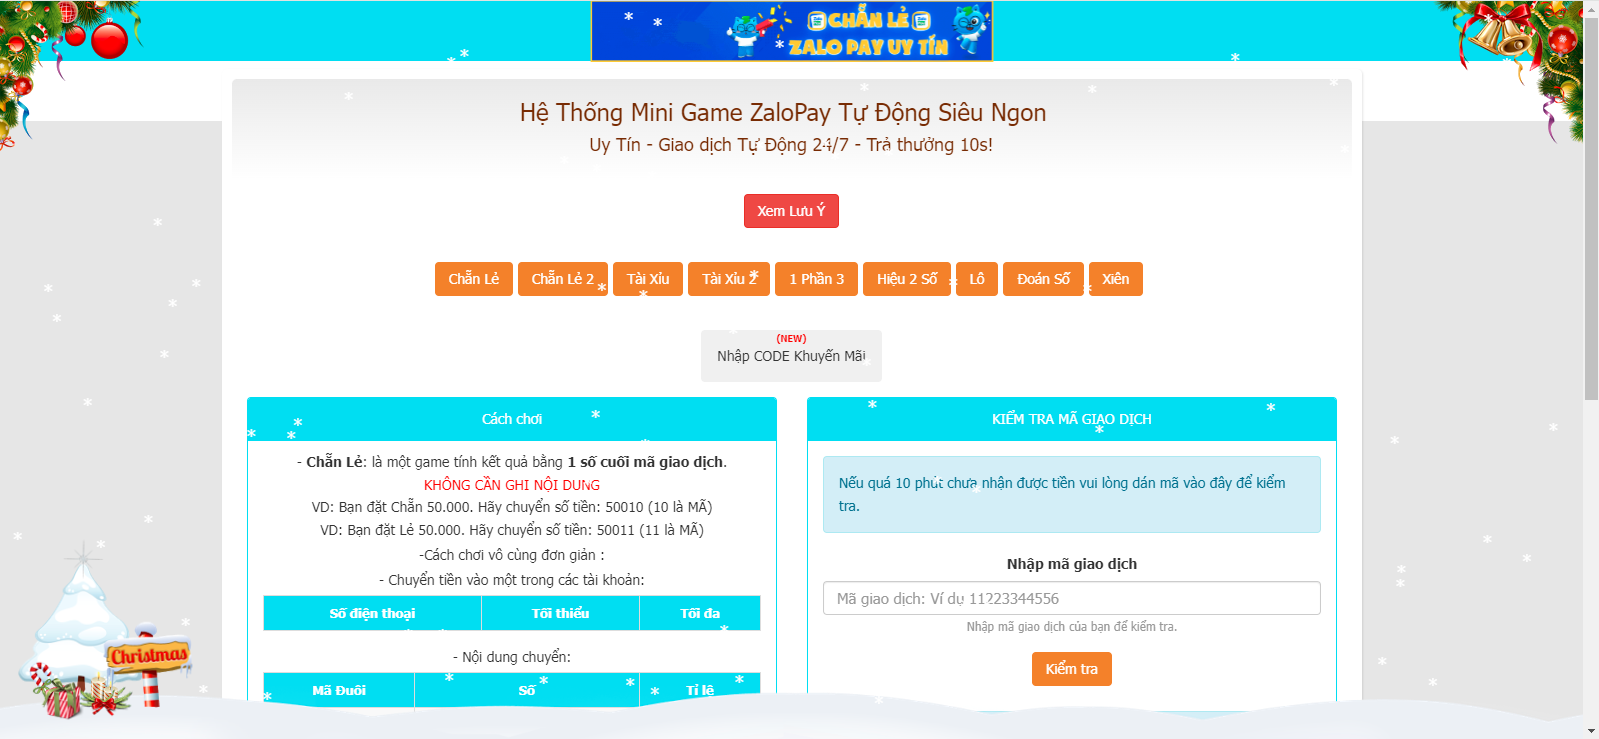 CHẴN LẺ
ZALO PAY UY TÍN
Hệ Thống Mini Game ZaloPay Tự Động Siêu Ngon
Uy Tín - Giao dịch Tự Động 24/7 - Trả thưởng 10s!
Xem Lưu Ý
Chẵn Lẻ
Chẵn Lẻ 2
Tài Xỉu
Tài Xỉu 2
1 Phần 3
Hiệu 2 Số
Lô
Đoán Số
Xiên
(NEW)
Nhập CODE Khuyến Mãi
Cách chơi
- Chẵn Lẻ: là một game tính kết quả bằng 1 số cuối mã giao dịch.
KHÔNG CẦN GHI NỘI DUNG
VD: Bạn đặt Chẵn 50.000. Hãy chuyển số tiền: 50010 (10 là MÃ)
VD: Bạn đặt Lẻ 50.000. Hãy chuyển số tiền: 50011 (11 là MÃ)
-Cách chơi vô cùng đơn giản :
- Chuyển tiền vào một trong các tài khoản:
Số điện thoại Tối thiểu Tối đa
- Nội dung chuyển:
Mã Đuôi Số Tỉ lệ
KIỂM TRA MÃ GIAO DỊCH
Nếu quá 10 phút chưa nhận được tiền vui lòng dán mã vào đây để kiểm
tra.
Nhập mã giao dịch
Mã giao dịch: Ví dụ 11223344556
Nhập mã giao dịch của bạn để kiểm tra.
Kiểm tra
Christmas